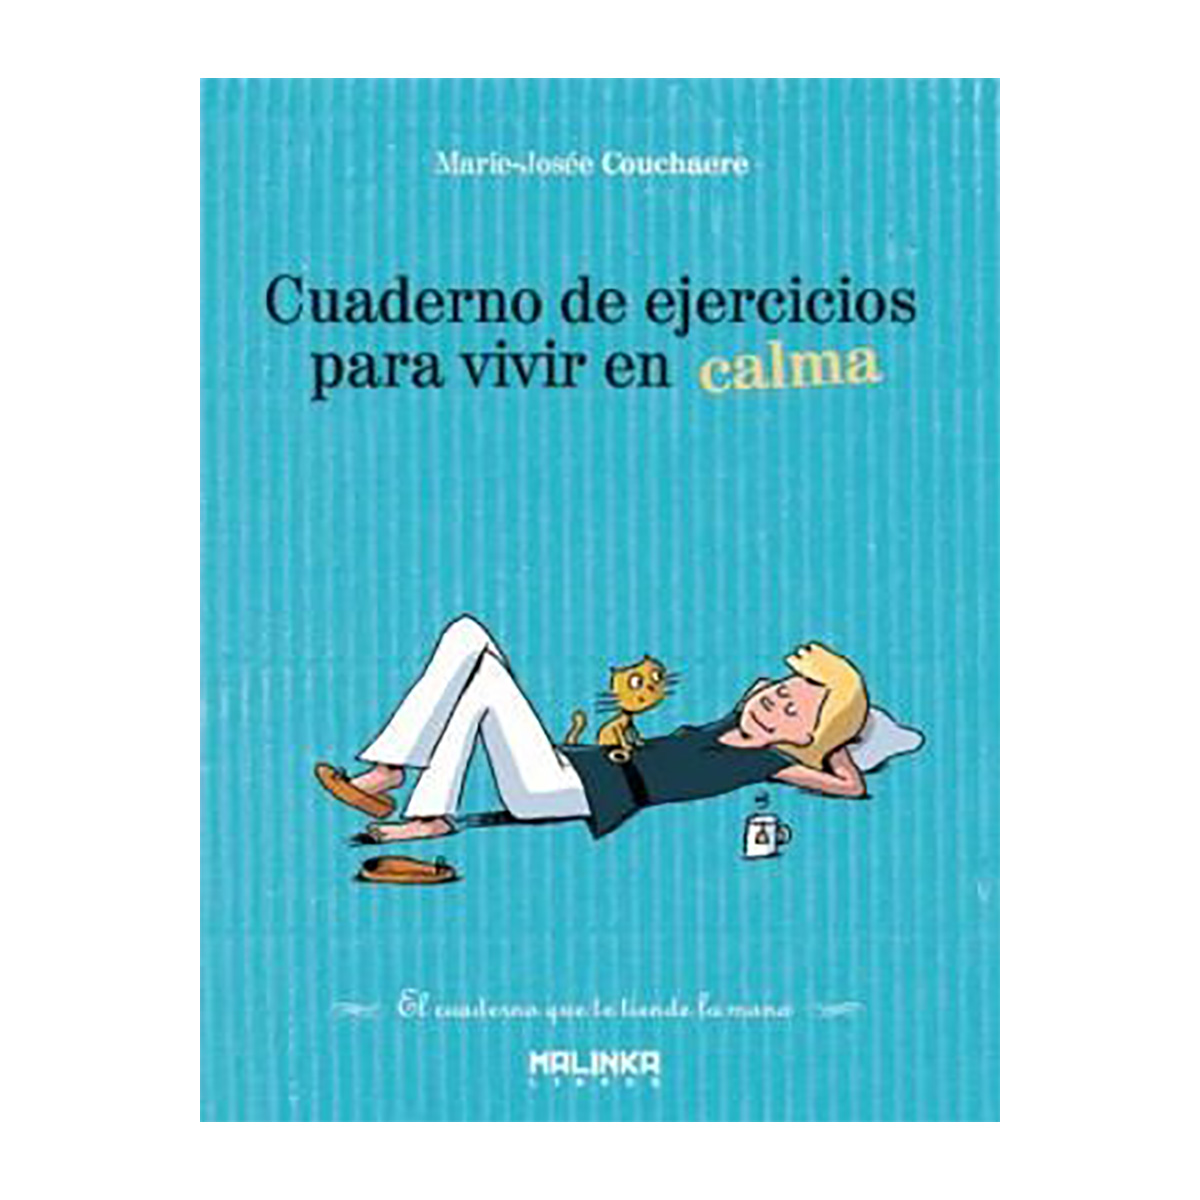 Marie-Josée Couchaere
Cuaderno de ejercicios
para vivir en calma
El cuaderno que te tiende la mano
MALINKA
LIBROS